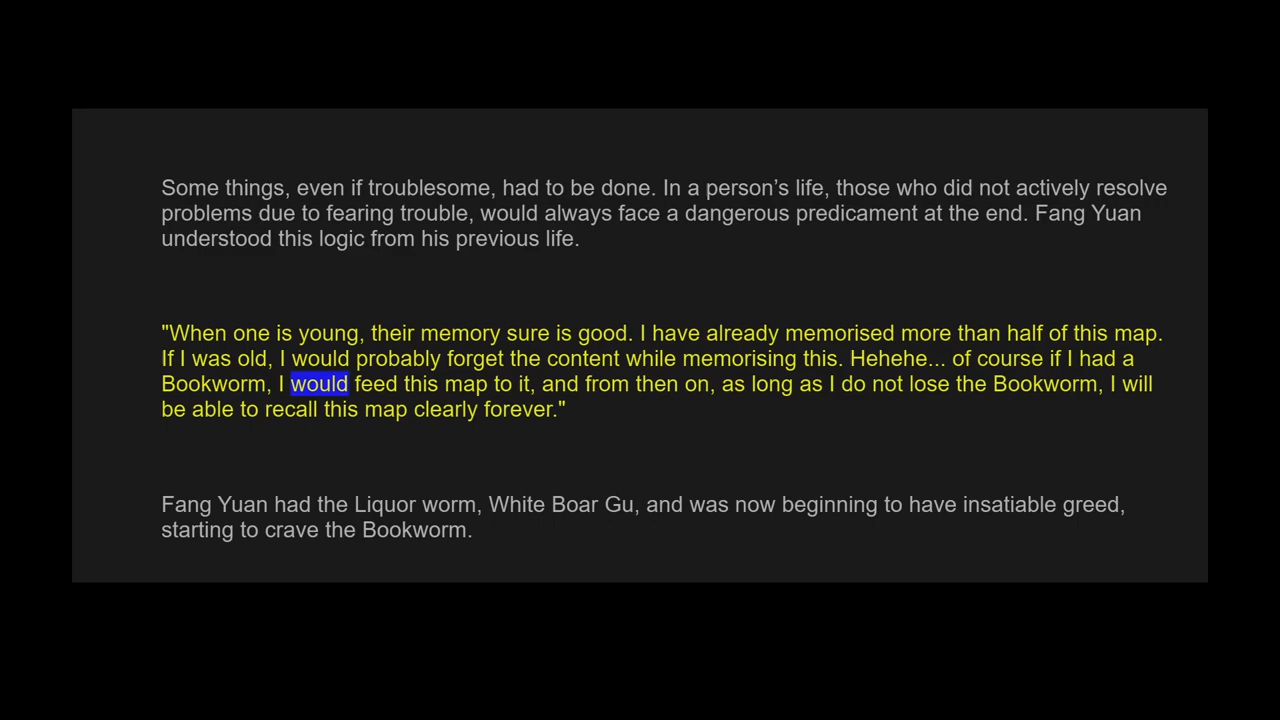 Some things, even if troublesome, had to be done. In a person’s life, those who did not actively resolve
problems due to fearing trouble, would always face a dangerous predicament at the end. Fang Yuan
understood this logic from his previous life.
"When one is young, their memory sure is good. I have already memorised more than half of this map.
If I was old, I would probably forget the content while memorising this. Hehehe... of course if I had a
Bookworm, I would feed this map to it, and from then on, as long as I do not lose the Bookworm, I will
be able to recall this map clearly forever."
Fang Yuan had the Liquor worm, White Boar Gu, and was now beginning to have insatiable greed,
starting to crave the Bookworm.